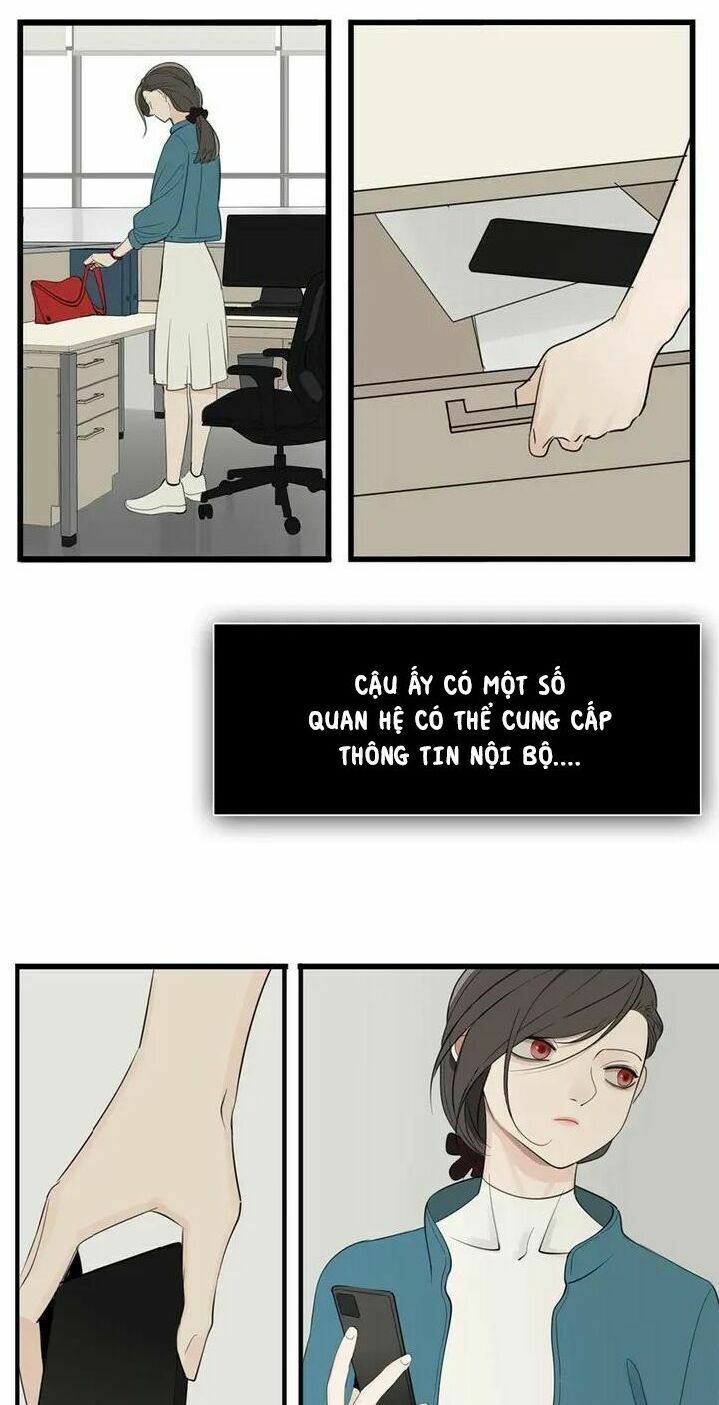 CẬU ẤY CÓ MỘT SỐ
QUAN HỆ CÓ THỂ CUNG CẤP
THÔNG TIN NỘI BỘ....